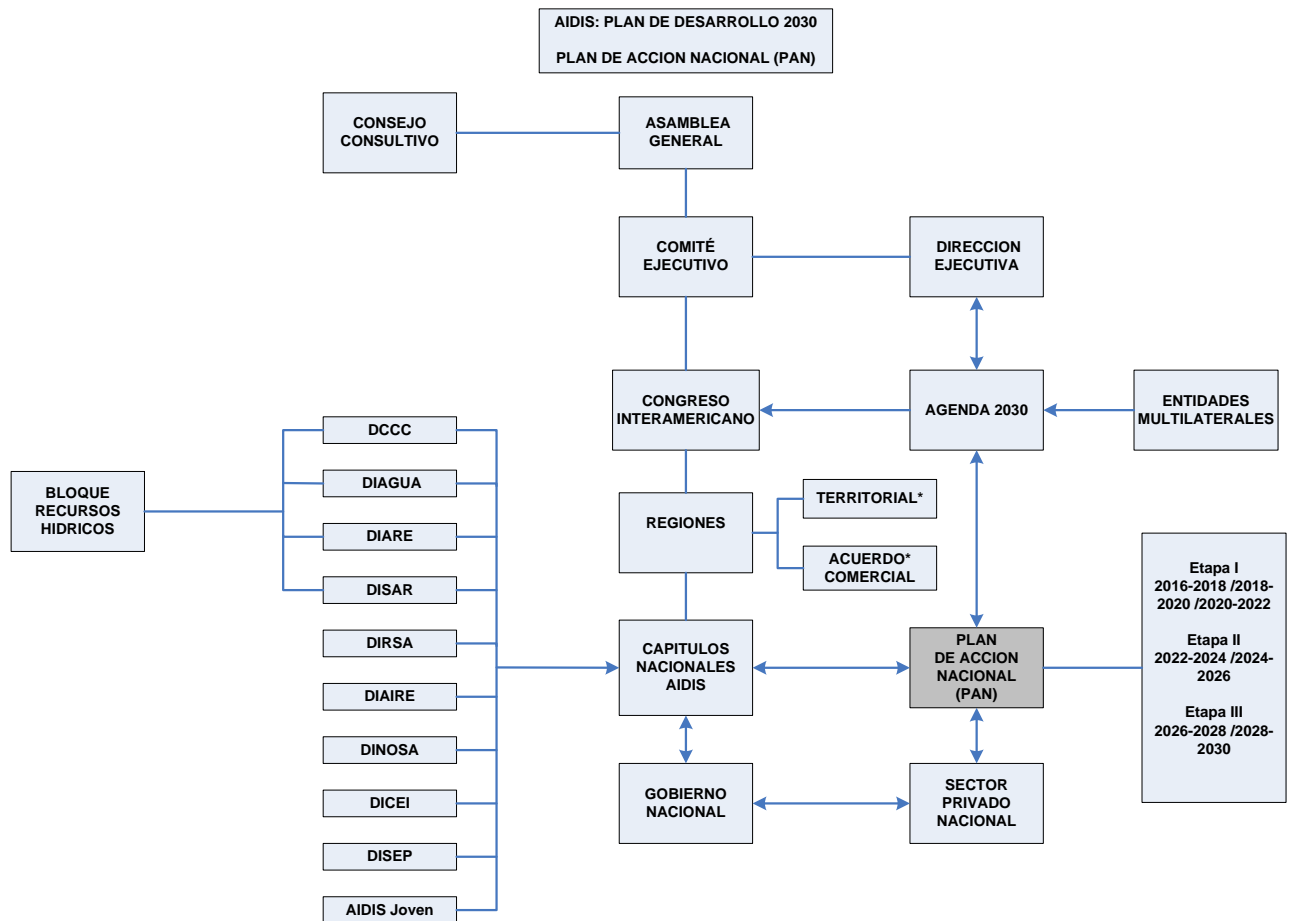 AIDIS: PLAN DE DESARROLLO 2030
PLAN DE ACCION NACIONAL (PAN)
CONSEJO
CONSULTIVO
ASAMBLEA
GENERAL
COMITÉ
EJECUTIVO
DIRECCION
EJECUTIVA
CONGRESO
INTERAMERICANO
AGENDA 2030
ENTIDADES
MULTILATERALES
BLOQUE
RECURSOS
HIDRICOS
DCCC
DIAGUA
DIARE
DISAR
DIRSA
DIAIRE
DINOSA
DICEI
DISEP
AIDIS Joven
REGIONES
TERRITORIAL*
ACUERDO*
COMERCIAL
CAPITULOS
NACIONALES
AIDIS
PLAN
DE ACCION
NACIONAL
(PAN)
Etapa I
2016-2018 /2018-
2020 /2020-2022
Etapa II
2022-2024 /2024-
2026
Etapa III
2026-2028 /2028-
2030
GOBIERNO
NACIONAL
SECTOR
PRIVADO
NACIONAL